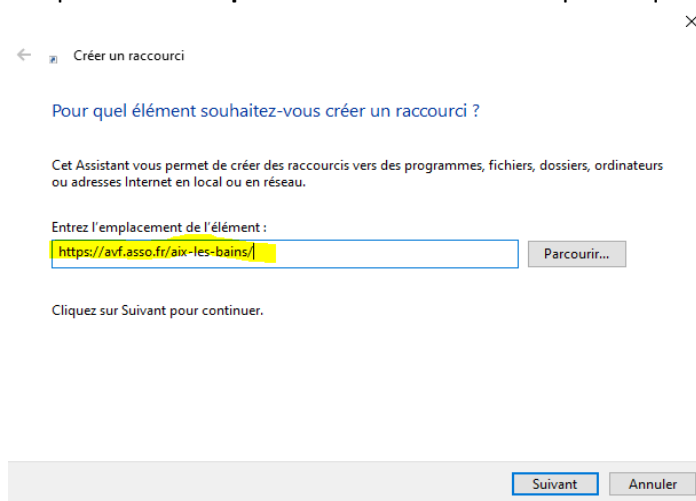 Créer un raccourci
Pour quel élément souhaitez-vous créer un raccourci ?
Cet Assistant vous permet de créer des raccourcis vers des programmes, fichiers, dossiers, ordinateurs
ou adresses Internet en local ou en réseau.
Entrez l'emplacement de l'élément :
https://avf.asso.fr/aix-les-bains/
Parcourir...
Cliquez sur Suivant pour continuer.
Suivant
Annuler